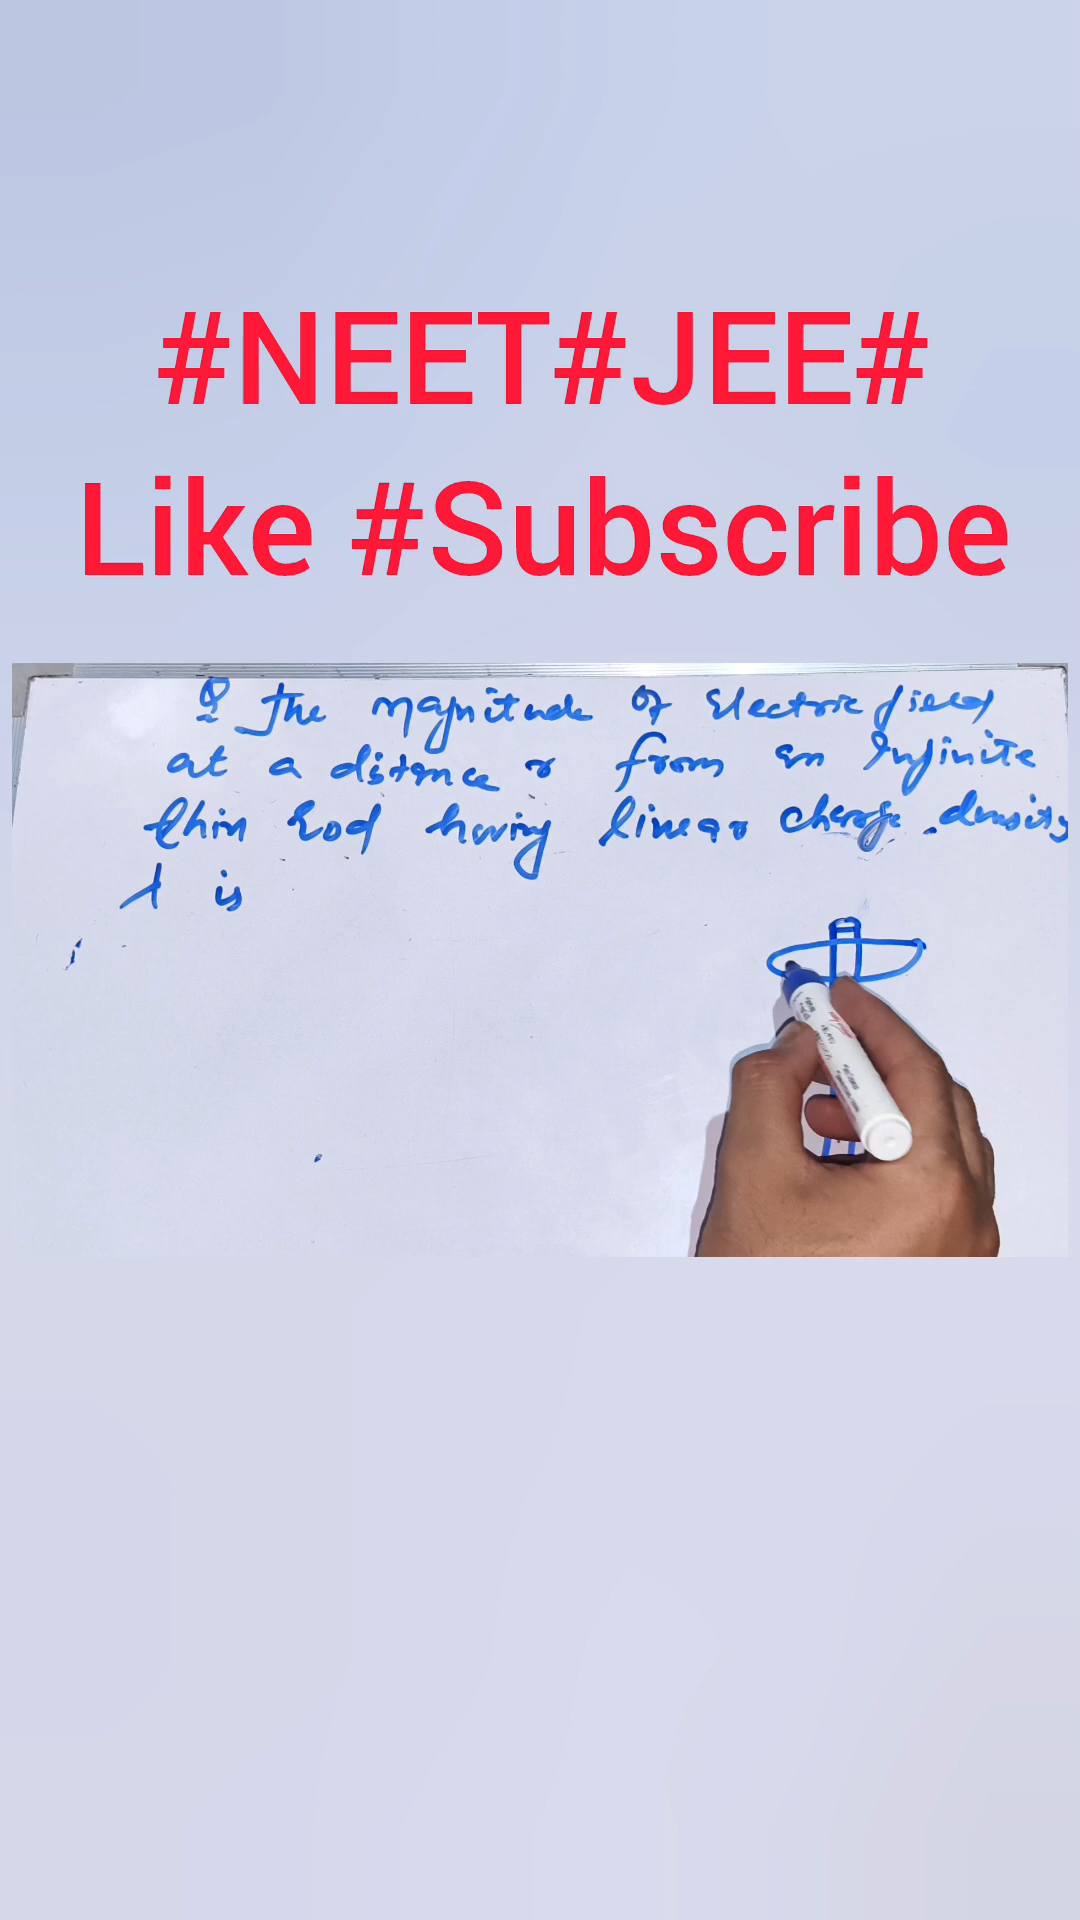 #NEET#JEE#
Like #Subscribe
Q The magnitude of Electric field
at a distance r from an Infinite
thin rod having linear charge density
λ is